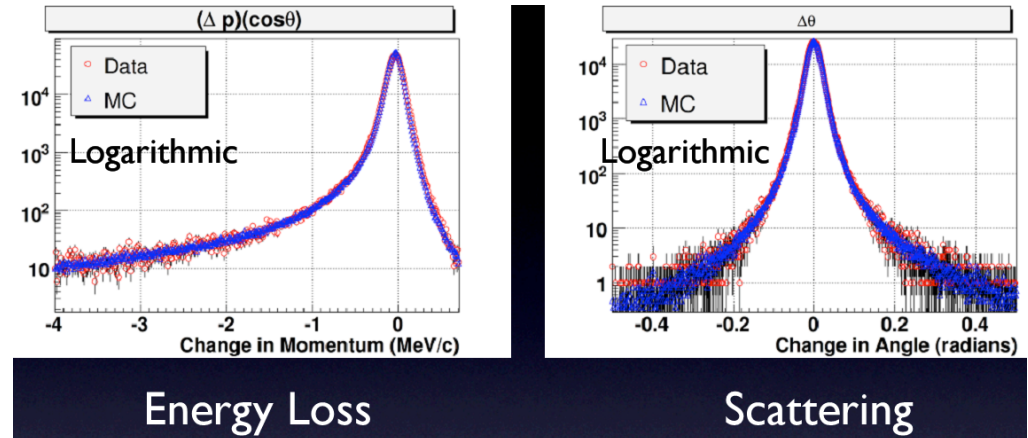 (Δ p)(cosθ)
Data
MC
Logarithmic
10⁴
10³
10²
10
-4 -3 -2 -1 0
Change in Momentum (MeV/c)
Energy Loss
Δθ
Data
MC
Logarithmic
10⁴
10³
10²
10
1
-0.4 -0.2 0 0.2 0.4
Change in Angle (radians)
Scattering